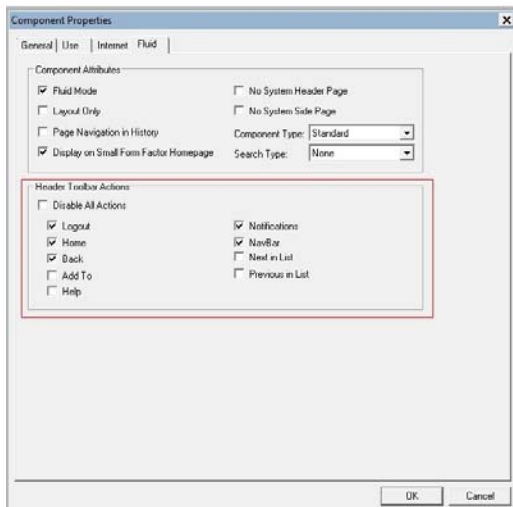 Component Properties
General Use Internet Fluid
Component Attributes
Fluid Mode No System Header Page
Layout Only No System Side Page
Page Navigation in History Component Type: Standard
Display on Small Form Factor Homepage Search Type: None
Header Toolbar Actions
Disable All Actions
Logout Notifications
Home NavBar
Back Next in List
Add To Previous in List
Help
OK Cancel